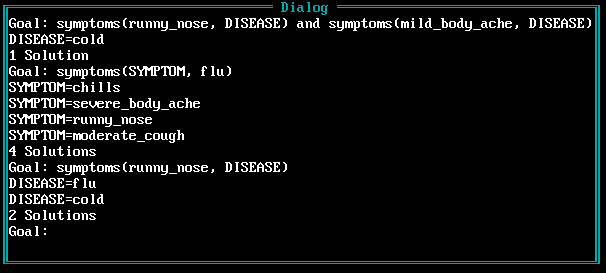 Dialog
Goal: symptoms(runny_nose, DISEASE) and symptoms(mild_body_ache, DISEASE)
DISEASE=cold
1 Solution
Goal: symptoms(SYMPTOM, flu)
SYMPTOM=chills
SYMPTOM=severe_body_ache
SYMPTOM=runny_nose
SYMPTOM=moderate_cough
4 Solutions
Goal: symptoms(runny_nose, DISEASE)
DISEASE=flu
DISEASE=cold
2 Solutions
Goal: